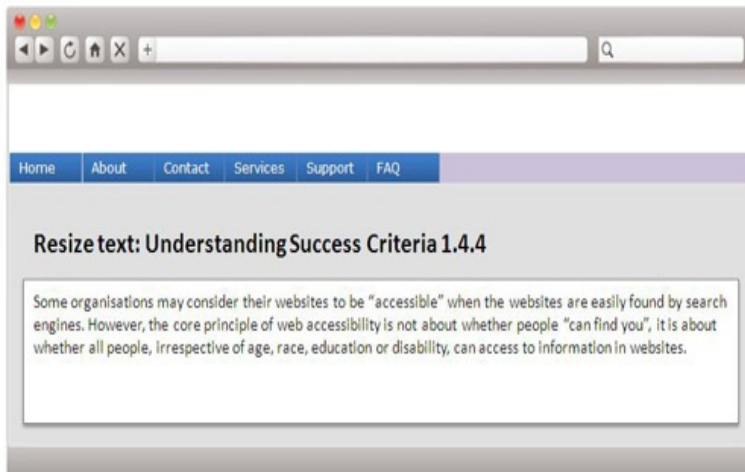 Home About Contact Services Support FAQ
Resize text: Understanding Success Criteria 1.4.4
Some organisations may consider their websites to be “accessible” when the websites are easily found by search
engines. However, the core principle of web accessibility is not about whether people “can find you”, it is about
whether all people, irrespective of age, race, education or disability, can access to information in websites.